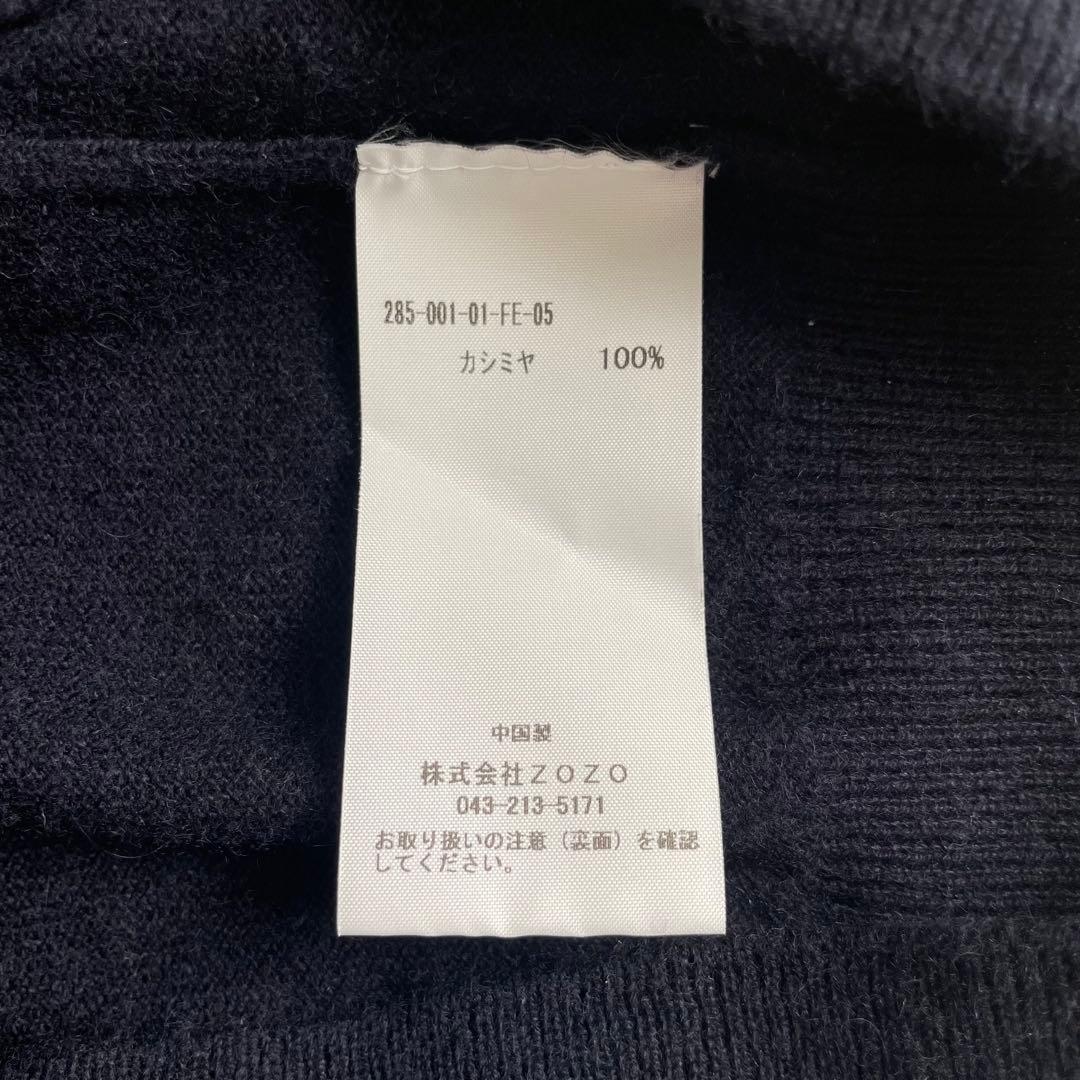 285-001-01-FE-05
カシミヤ 100%
中国製
株式会社ＺＯＺＯ
043-213-5171
お取り扱いの注意（裏面）を確認
してください。